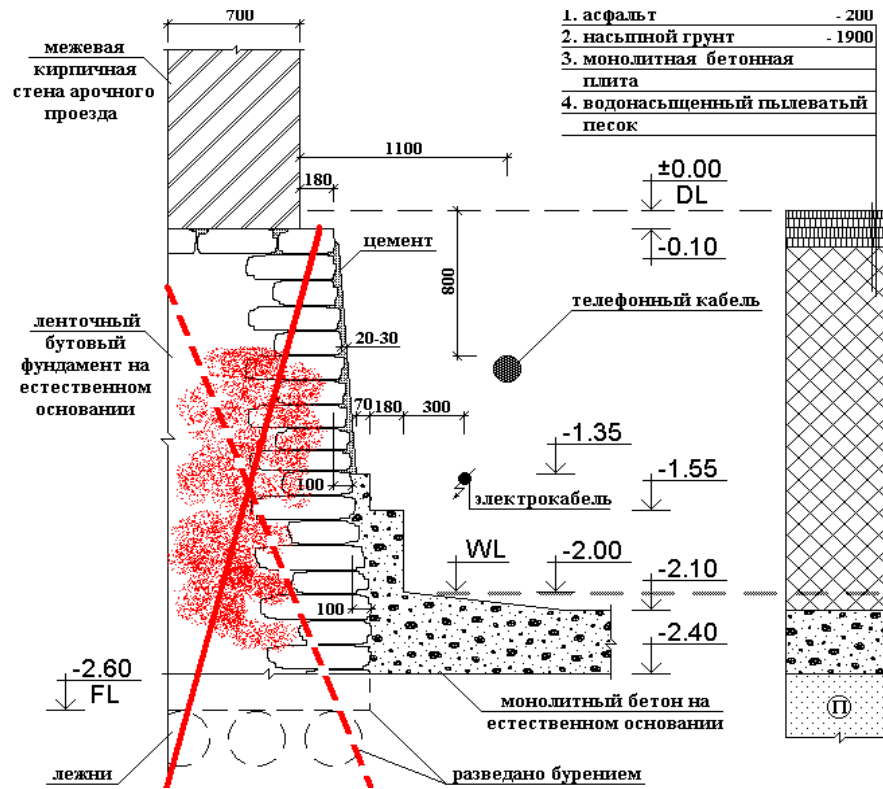 700
межевая
кирпичная
стена арочного
проезда
1. асфальт - 200
2. насыпной грунт - 1900
3. монолитная бетонная
плита
4. водонасыщенный пылеватый
песок
1100
180
±0.00
DL
-0.10
цемент
800
телефонный кабель
ленточный
бутовый
фундамент на
естественном
основании
20-30
70
180
300
-1.35
-1.55
100
электрокабель
WL
-2.00
-2.10
100
-2.40
-2.60
FL
монолитный бетон на
естественном основании
П
лежни
разведано бурением